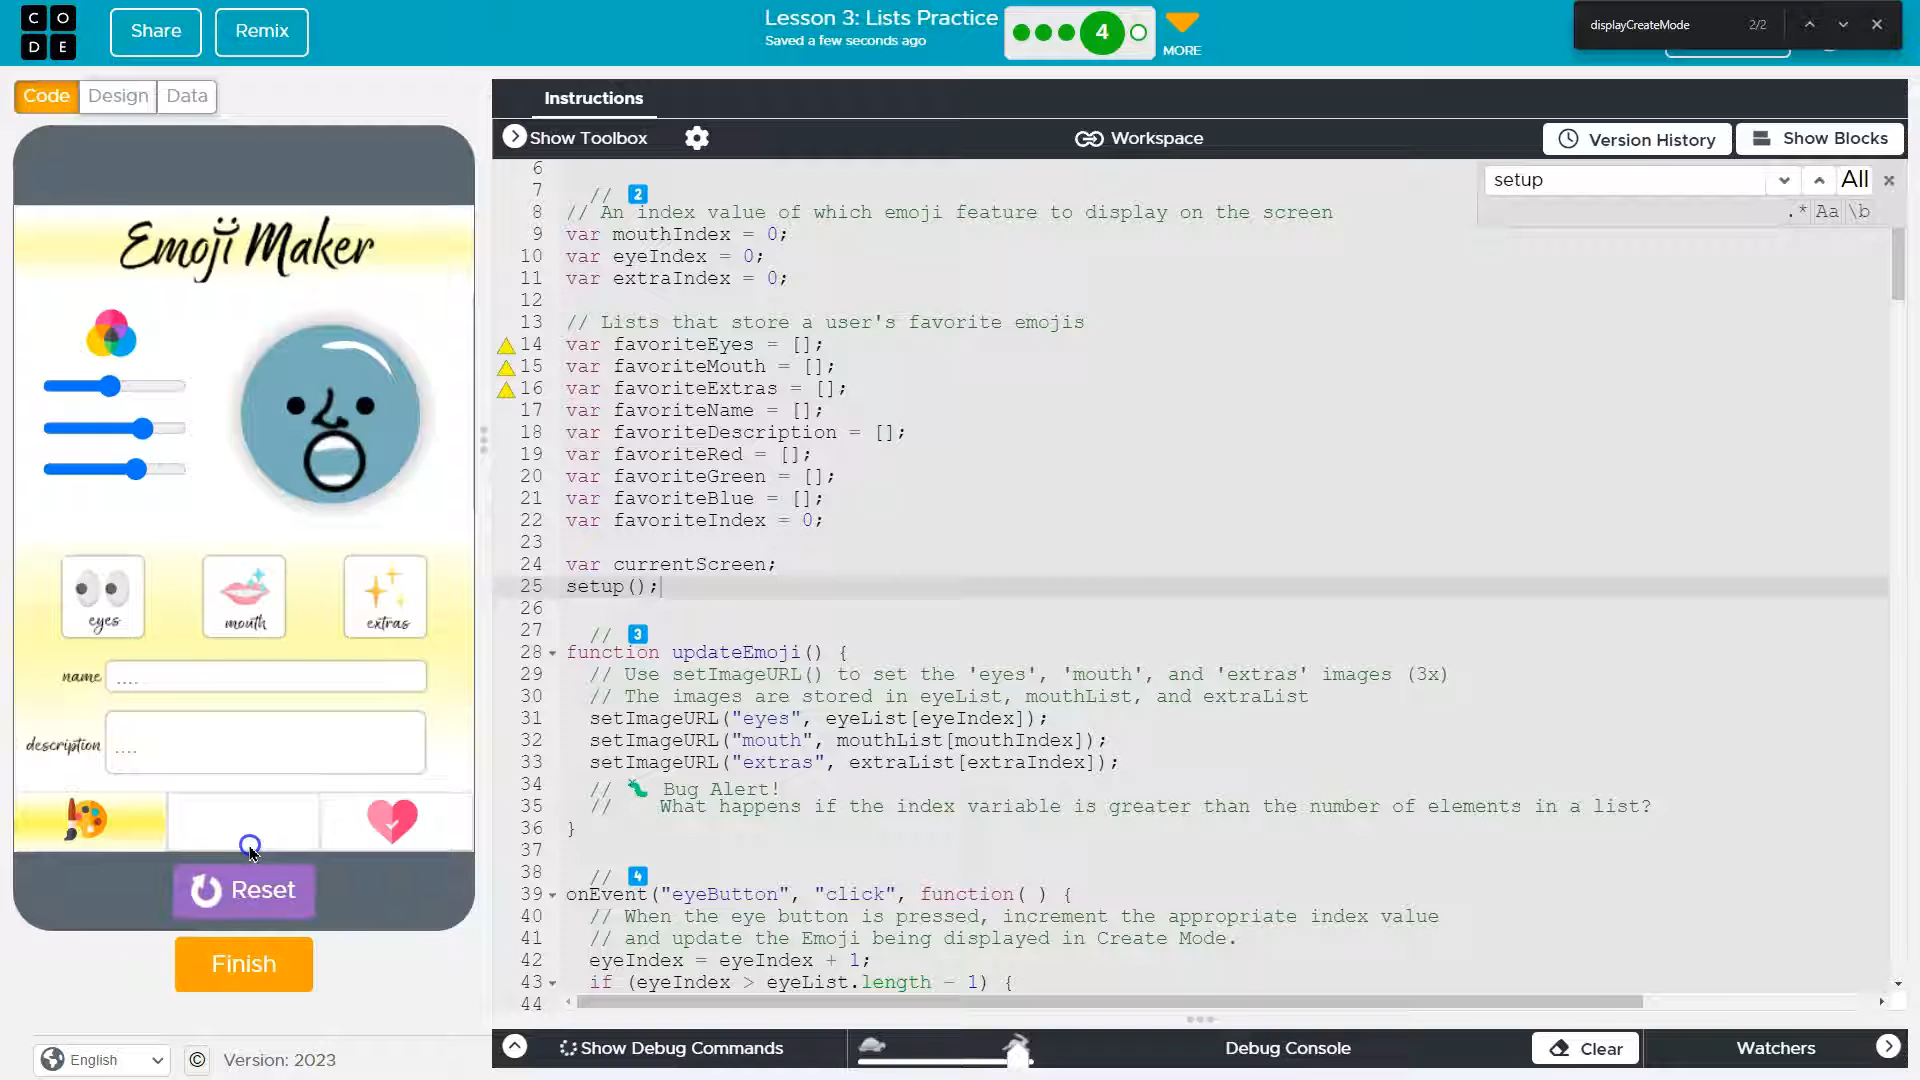 CO
DE
Share
Remix
Lesson 3: Lists Practice
Saved a few seconds ago
4
MORE
displayCreateMode
2/2
Code
Design
Data
Instructions
Show Toolbox
Workspace
Version History
Show Blocks
setup
All
.*
Aa
\b
Emoji Maker
eyes
mouth
extras
name
....
description
....
Reset
Finish
6
7 // 2
8 // An index value of which emoji feature to display on the screen
9 var mouthIndex = 0;
10 var eyeIndex = 0;
11 var extraIndex = 0;
12
13 // Lists that store a user's favorite emojis
14 var favoriteEyes = [];
15 var favoriteMouth = [];
16 var favoriteExtras = [];
17 var favoriteName = [];
18 var favoriteDescription = [];
19 var favoriteRed = [];
20 var favoriteGreen = [];
21 var favoriteBlue = [];
22 var favoriteIndex = 0;
23
24 var currentScreen;
25 setup();
26
27 // 3
28 function updateEmoji() {
29 // Use setImageURL() to set the 'eyes', 'mouth', and 'extras' images (3x)
30 // The images are stored in eyeList, mouthList, and extraList
31 setImageURL("eyes", eyeList[eyeIndex]);
32 setImageURL("mouth", mouthList[mouthIndex]);
33 setImageURL("extras", extraList[extraIndex]);
34 // 🐛 Bug Alert!
35 // What happens if the index variable is greater than the number of elements in a list?
36 }
37
38 // 4
39 onEvent("eyeButton", "click", function( ) {
40 // When the eye button is pressed, increment the appropriate index value
41 // and update the Emoji being displayed in Create Mode.
42 eyeIndex = eyeIndex + 1;
43 if (eyeIndex > eyeList.length - 1) {
44
English
©
Version: 2023
Show Debug Commands
Debug Console
Clear
Watchers